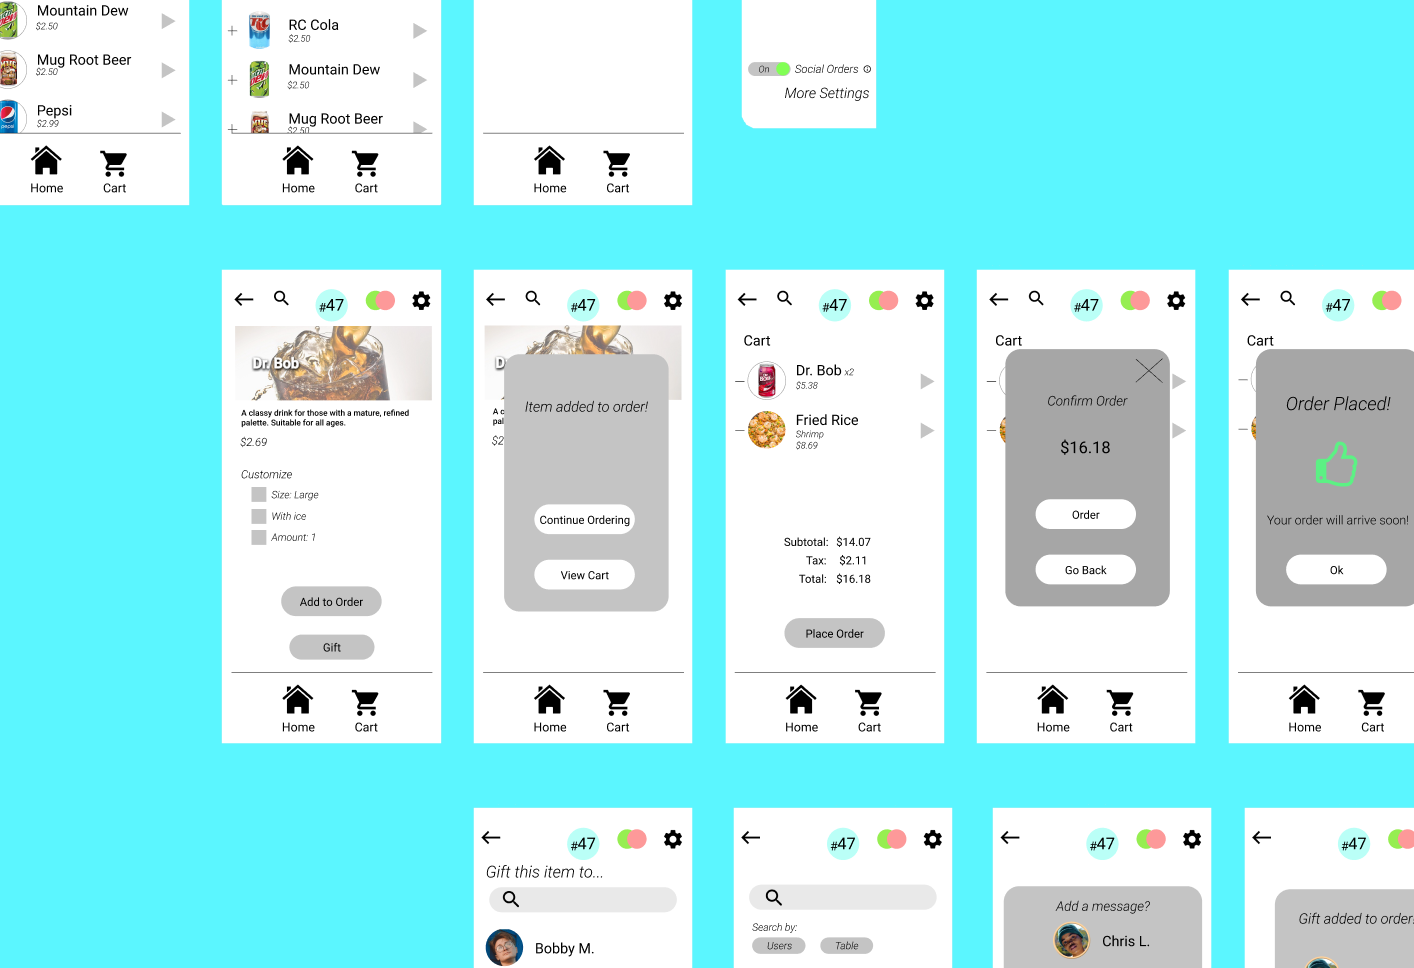 Mountain Dew
$2.50
Mug Root Beer
$2.50
Pepsi
$2.99
Home
Cart
RC Cola
$2.50
Mountain Dew
$2.50
Mug Root Beer
$2.50
Home
Cart
Home
Cart
On
Social Orders
More Settings
#47
Dr. Bob
A classy drink for those with a mature, refined
palette. Suitable for all ages.
$2.69
Customize
Size: Large
With ice
Amount: 1
Add to Order
Gift
Home
Cart
#47
D
A c
pal
$2
Item added to order!
Continue Ordering
View Cart
Home
Cart
#47
Cart
Dr. Bob x2
$5.38
Fried Rice
Shrimp
$8.69
Subtotal: $14.07
Tax: $2.11
Total: $16.18
Place Order
Home
Cart
#47
Cart
Confirm Order
$16.18
Order
Go Back
Home
Cart
#47
Cart
Order Placed!
Your order will arrive soon!
Ok
Home
Cart
#47
Gift this item to...
Bobby M.
#47
Search by:
Users
Table
#47
Add a message?
Chris L.
#47
Gift added to order!